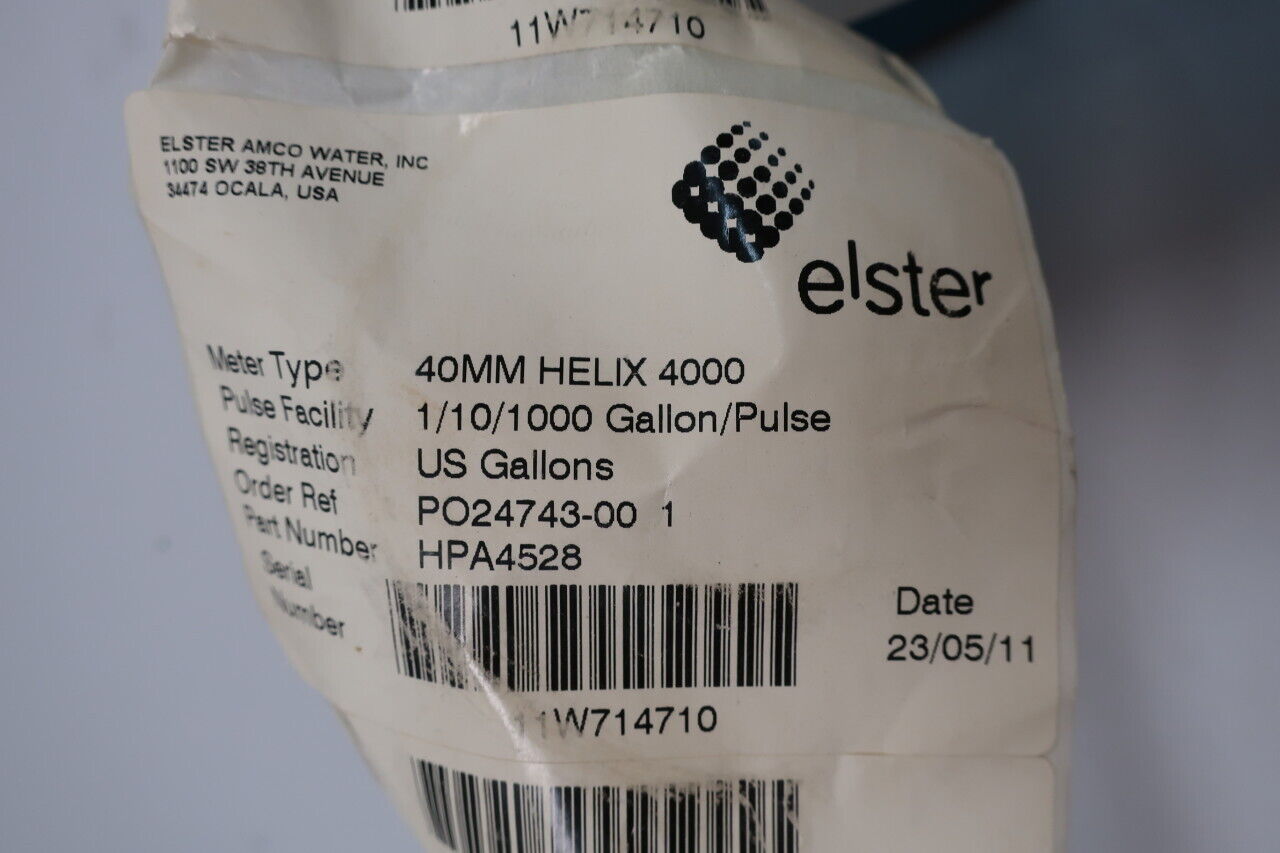 11W714710
ELSTER AMCO WATER, INC
1100 SW 38TH AVENUE
34474 OCALA, USA
elster
Meter Type 40MM HELIX 4000
Pulse Facility 1/10/1000 Gallon/Pulse
Registration US Gallons
Order Ref PO24743-00 1
Part Number HPA4528
Serial
Number
Date
23/05/11
11W714710